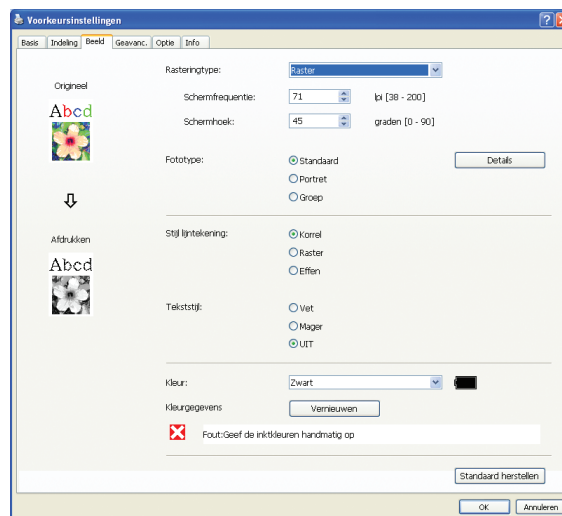 Voorkeursinstellingen
Basis Indeling Beeld Geavanc. Optie Info
Origineel
Abcd
Afdrukken
Abcd
Rasteringtype: Raster
Schermfrequentie: 71 lpi [38 - 200]
Schermhoek: 45 graden [0 - 90]
Fototype: Standaard Details
Portret
Groep
Stijl lijntekening: Korrel
Raster
Effen
Tekststijl: Vet
Mager
UIT
Kleur: Zwart
Kleurgegevens Vernieuwen
Fout:Geef de inktkleuren handmatig op
Standaard herstellen
OK Annuleren